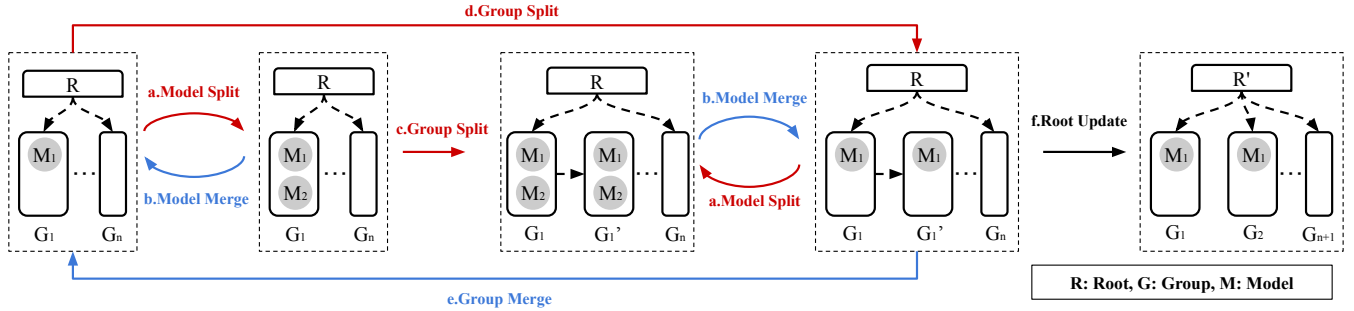 d.Group Split
R
a.Model Split
b.Model Merge
M1
...
G1 Gn
R
M1
M2
...
G1 Gn
c.Group Split
R
M1 M1
M2 M2
...
G1 G1’ Gn
b.Model Merge
a.Model Split
R
M1 M1
...
G1 G1’ Gn
f.Root Update
R'
M1 M1
...
G1 G2 Gn+1
e.Group Merge
R: Root, G: Group, M: Model